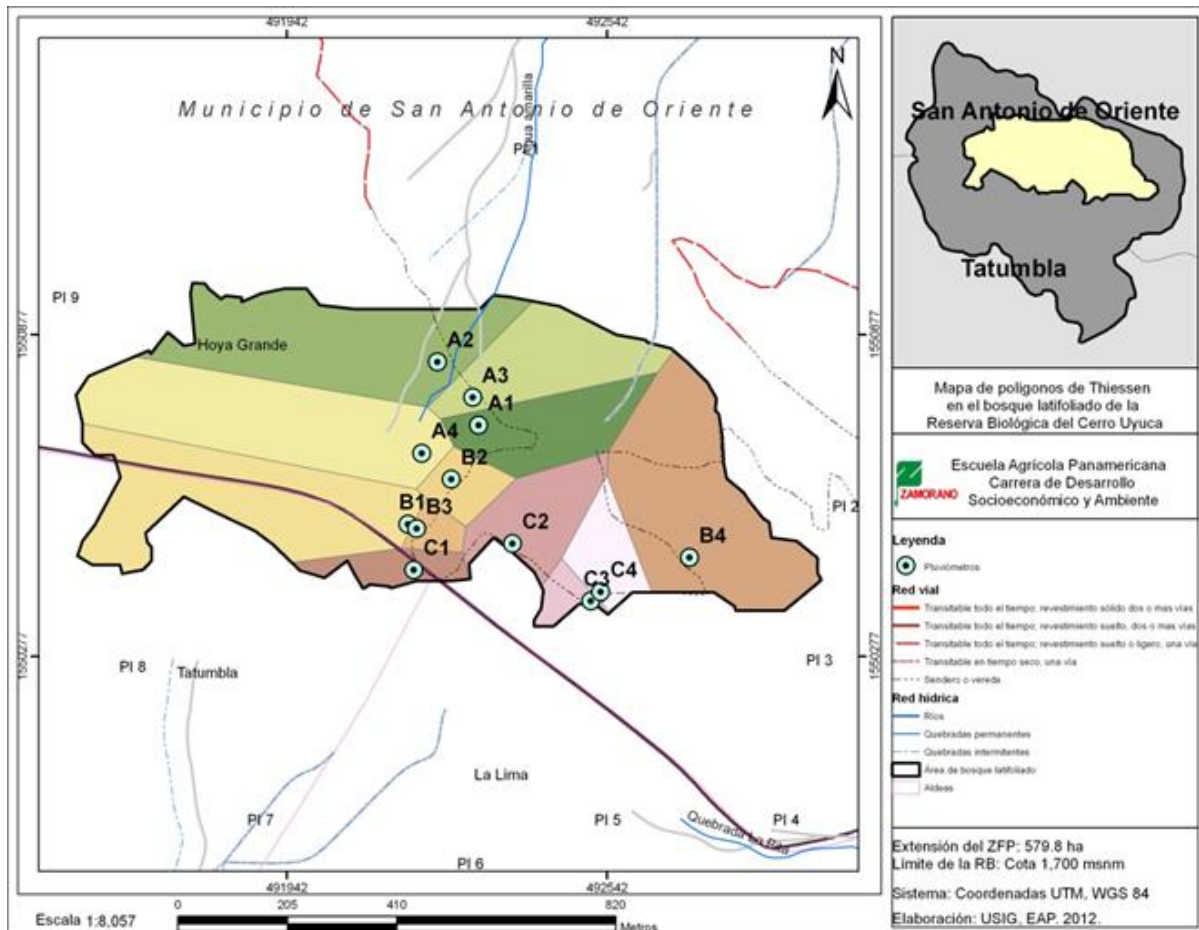 491942
492542
N
Municipio de San Antonio de Oriente
Agua amarilla
PI 1
PI 9
1550877
1550877
Hoya Grande
A2
A3
A1
A4
B2
B1
B3
C1
C2
C3
C4
B4
PI 2
1550277
1550277
PI 3
PI 8
Tatumbla
La Lima
PI 7
PI 6
PI 5
PI 4
Quebrada La
491942
492542
Escala 1:8,057
0
205
410
820
Metros
San Antonio de Oriente
Tatumbla
Mapa de polígonos de Thiessen
en el bosque latifoliado de la
Reserva Biológica del Cerro Uyuca
ZAMORANO
Escuela Agrícola Panamericana
Carrera de Desarrollo
Socioeconómico y Ambiente
Leyenda
Pluviómetros
Red vial
Transitable todo el tiempo; revestimiento sólido dos o mas vías
Transitable todo el tiempo; revestimiento suelto, dos o mas vías
Transitable todo el tiempo; revestimiento suelto o ligero, una vía
Transitable en tiempo seco, una vía
Sendero o vereda
Red hídrica
Ríos
Quebradas permanentes
Quebradas intermitentes
Área de bosque latifoliado
Aldeas
Extensión del ZFP: 579.8 ha
Límite de la RB: Cota 1,700 msnm
Sistema: Coordenadas UTM, WGS 84
Elaboración: USIG, EAP. 2012.